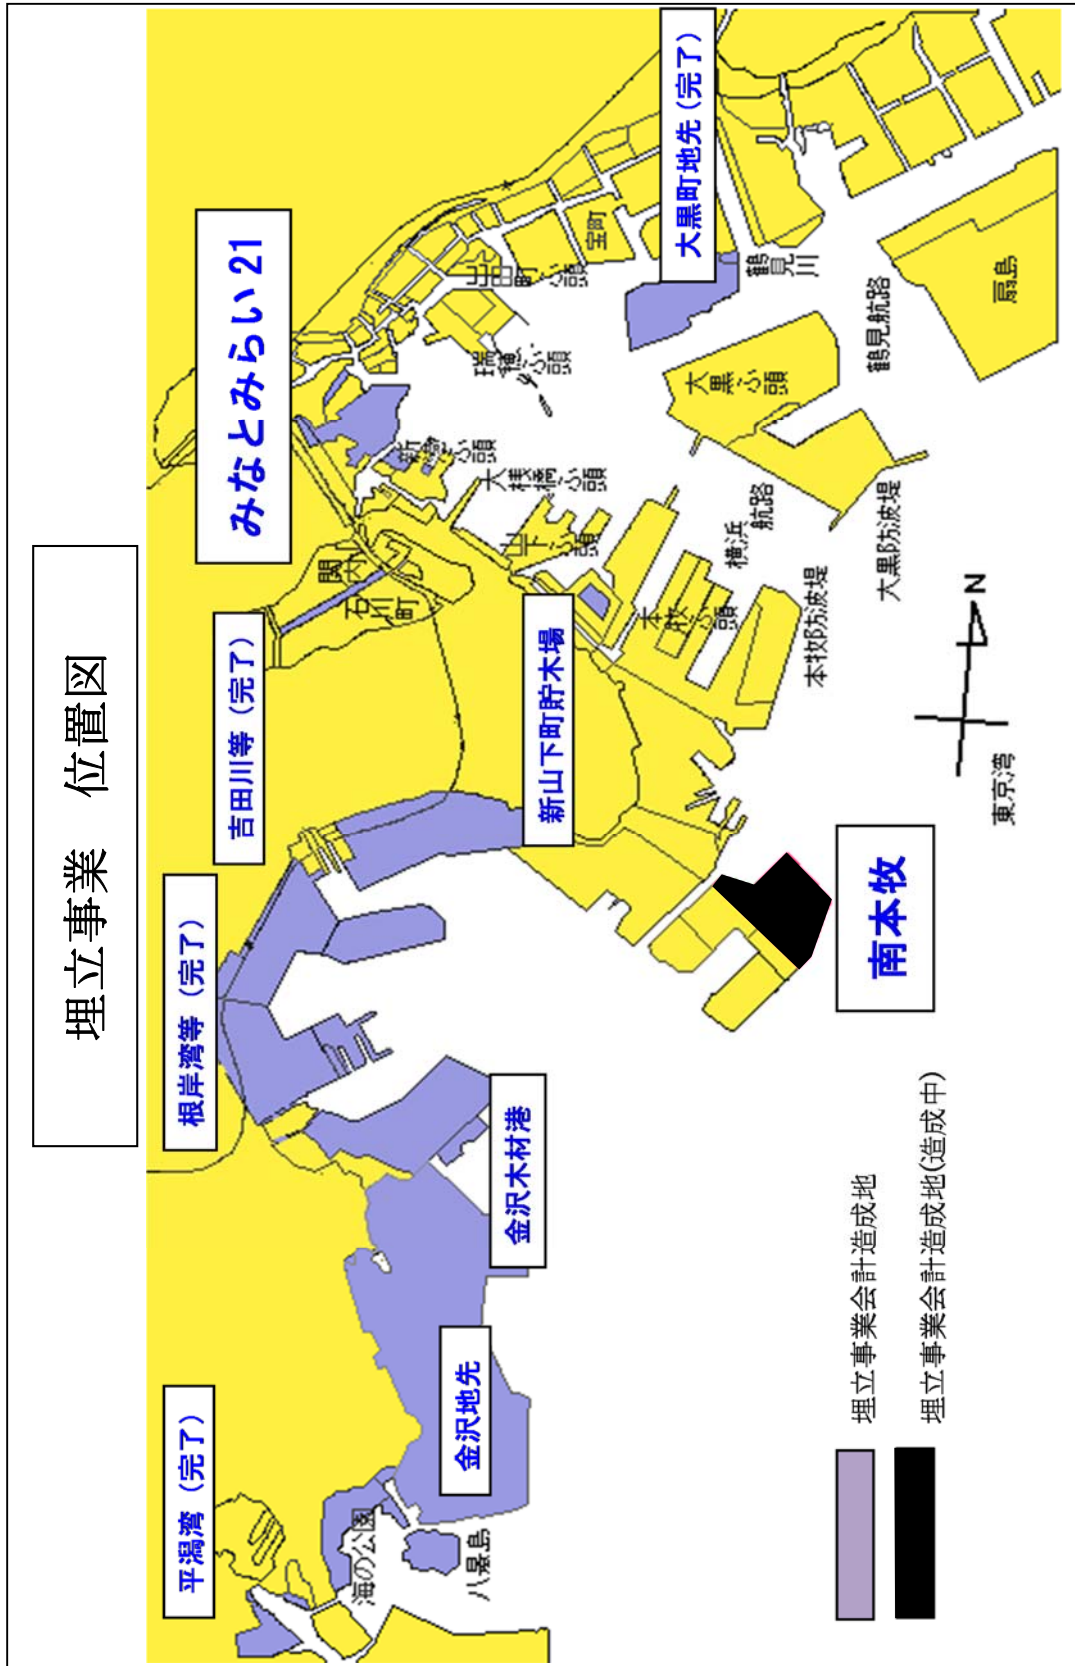 埋立事業　位置図
平潟湾（完了）
根岸湾等（完了）
吉田川等（完了）
みなとみらい21
大黒町地先（完了）
金沢地先
金沢木材港
新山下町貯木場
南本牧
海の公園
八景島
関内
石川町
新港ふ頭
大桟橋ふ頭
山下ふ頭
本牧ふ頭
瑞穂ふ頭
山内町ふ頭
宝町
大黒ふ頭
鶴見川
鶴見航路
扇島
横浜
航路
本牧防波堤
大黒防波堤
N
東京湾
埋立事業会計造成地
埋立事業会計造成地(造成中)